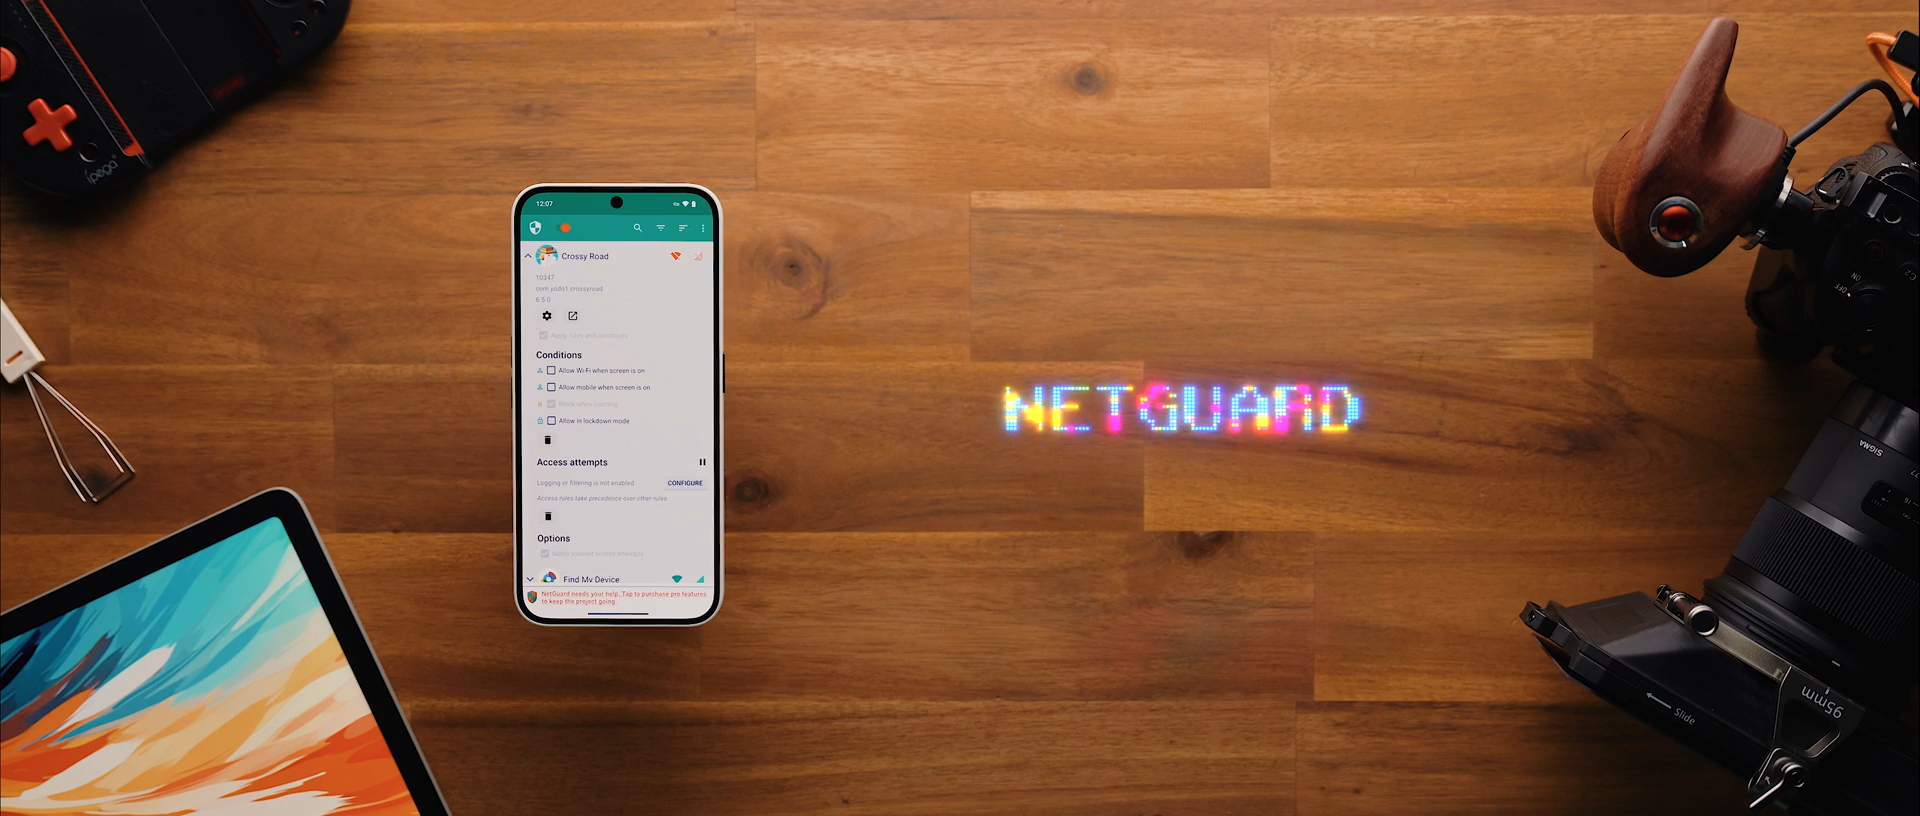 ipega
12:07
Crossy Road
10347
com.yodo1.crossyroad
6.5.0
Apply rules and conditions
Conditions
Allow Wi-Fi when screen is on
Allow mobile when screen is on
Block when roaming
Allow in lockdown mode
Access attempts
Logging or filtering is not enabled
CONFIGURE
Access rules take precedence over other rules
Options
Notify internet access attempts
Find My Device
NetGuard needs your help. Tap to purchase pro features
to keep the project going.
NETGUARD
ON
OFF
C2
SIGMA
Slide
95mm